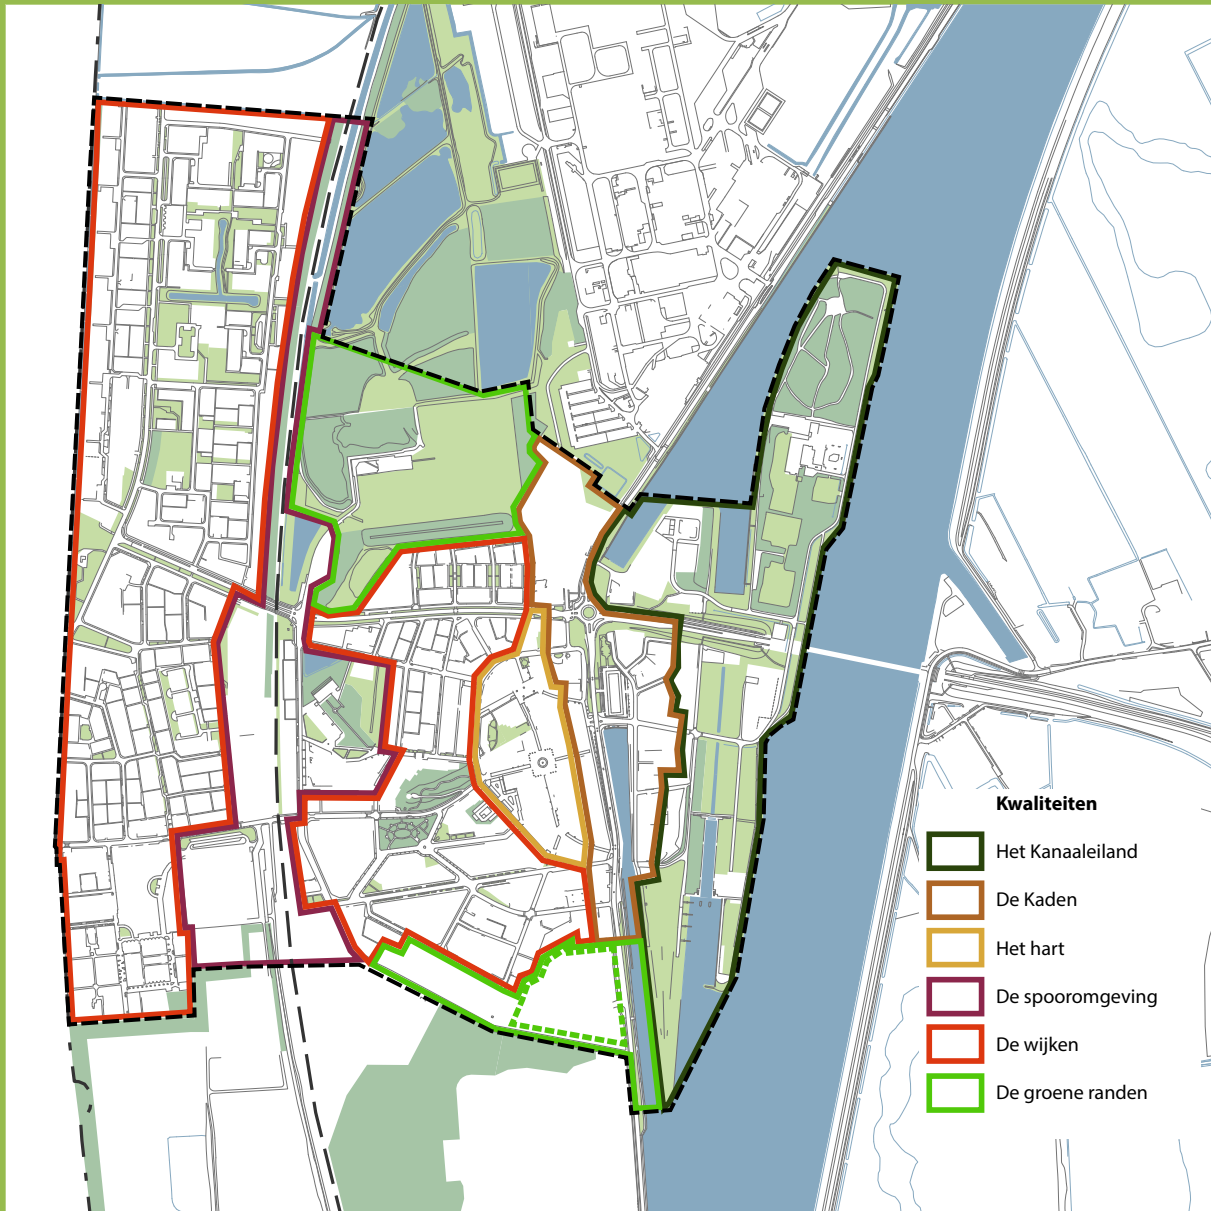 Kwaliteiten
Het Kanaaleiland
De Kaden
Het hart
De spooromgeving
De wijken
De groene randen